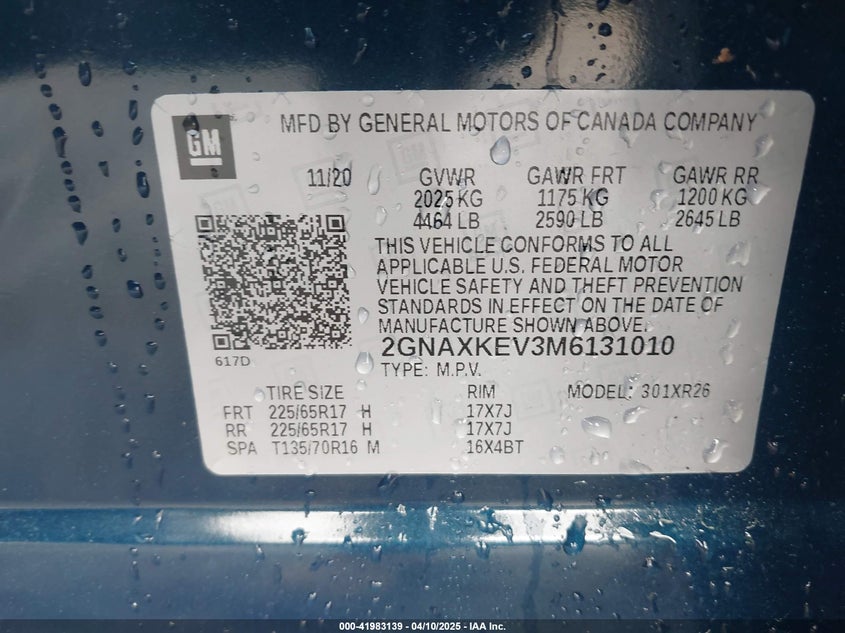 GM
MFD BY GENERAL MOTORS OF CANADA COMPANY
11/20 GVWR GAWR FRT GAWR RR
2025 KG 1175 KG 1200 KG
4464 LB 2590 LB 2645 LB
THIS VEHICLE CONFORMS TO ALL
APPLICABLE U.S. FEDERAL MOTOR
VEHICLE SAFETY AND THEFT PREVENTION
STANDARDS IN EFFECT ON THE DATE OF
MANUFACTURE SHOWN ABOVE.
617D
2GNAXKEV3M6131010
TYPE: M.P.V.
TIRE SIZE RIM MODEL: 301XR26
FRT 225/65R17 H 17X7J
RR 225/65R17 H 17X7J
SPA T135/70R16 M 16X4BT
000-41983139 - 04/10/2025 - IAA Inc.